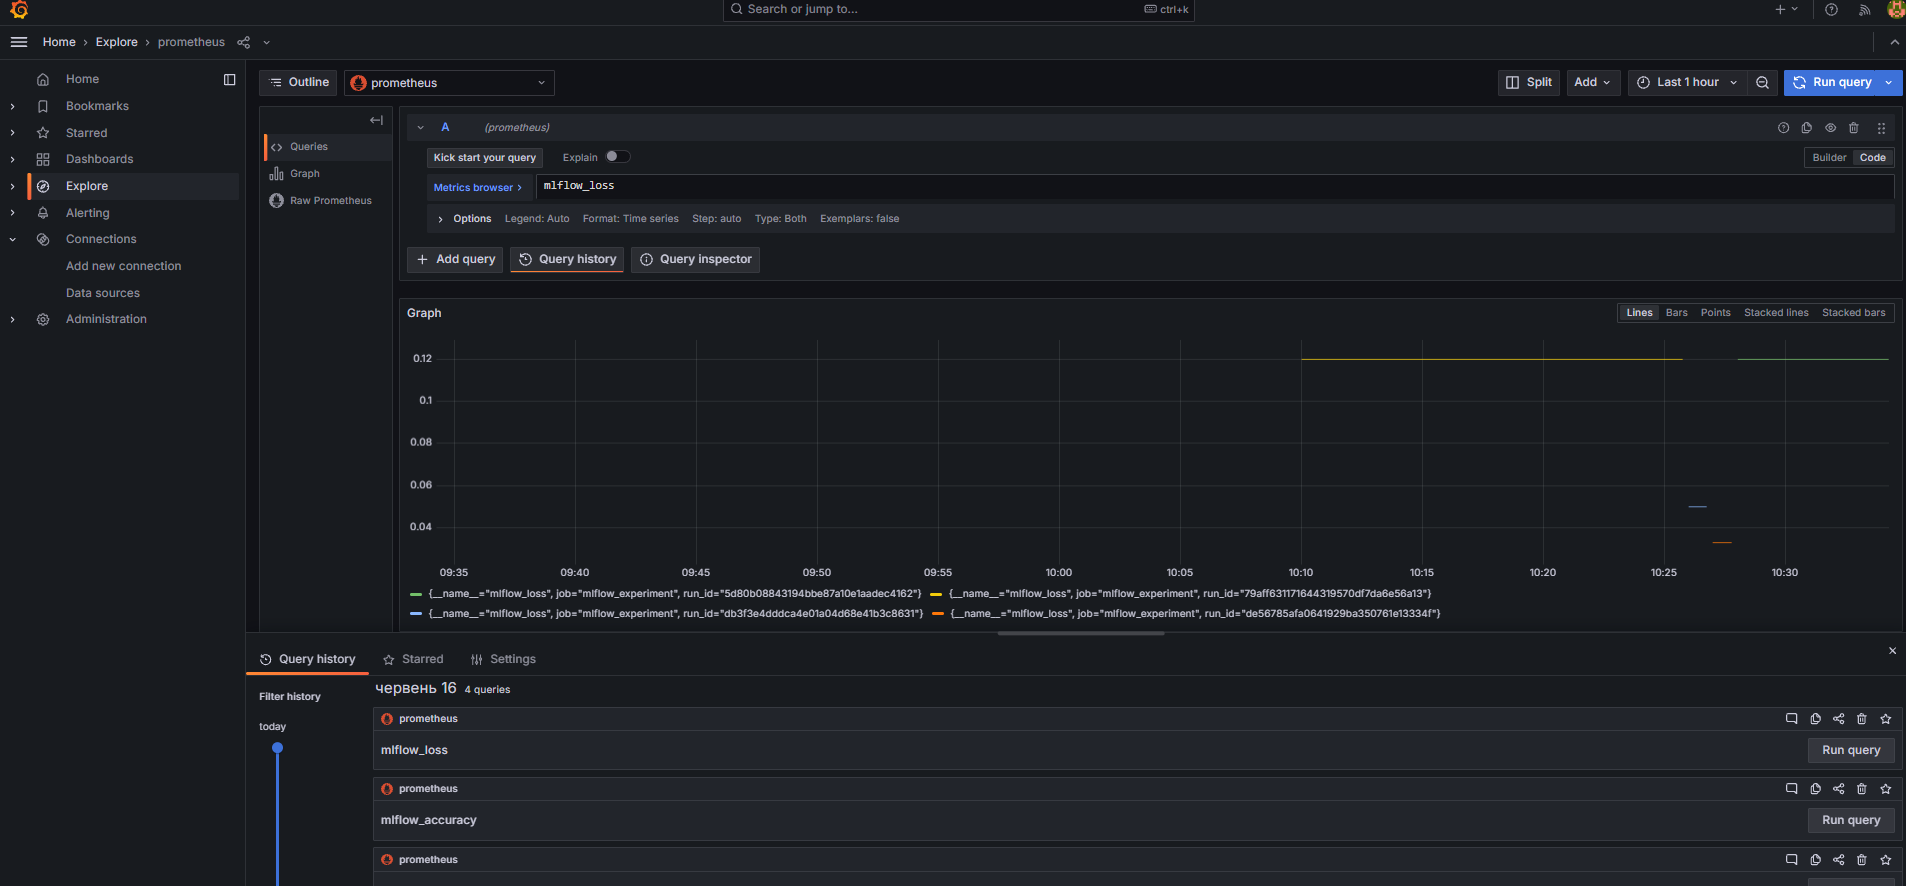 Search or jump to...
ctrl+k
Home › Explore › prometheus
Home
Bookmarks
Starred
Dashboards
Explore
Alerting
Connections
Add new connection
Data sources
Administration
Outline
prometheus
Split
Add
Last 1 hour
Run query
Queries
Graph
Raw Prometheus
A
(prometheus)
Kick start your query
Explain
Builder
Code
Metrics browser ›
mlflow_loss
Options
Legend: Auto
Format: Time series
Step: auto
Type: Both
Exemplars: false
+ Add query
Query history
Query inspector
Graph
Lines
Bars
Points
Stacked lines
Stacked bars
0.12
0.1
0.08
0.06
0.04
09:35
09:40
09:45
09:50
09:55
10:00
10:05
10:10
10:15
10:20
10:25
10:30
{__name__="mlflow_loss", job="mlflow_experiment", run_id="5d80b08843194bbe87a10e1aadec4162"}
{__name__="mlflow_loss", job="mlflow_experiment", run_id="79aff631171644319570df7da6e56a13"}
{__name__="mlflow_loss", job="mlflow_experiment", run_id="db3f3e4dddca4e01a04d68e41b3c8631"}
{__name__="mlflow_loss", job="mlflow_experiment", run_id="de56785afa0641929ba350761e13334f"}
Query history
Starred
Settings
Filter history
today
червень 16
4 queries
prometheus
mlflow_loss
Run query
prometheus
mlflow_accuracy
Run query
prometheus